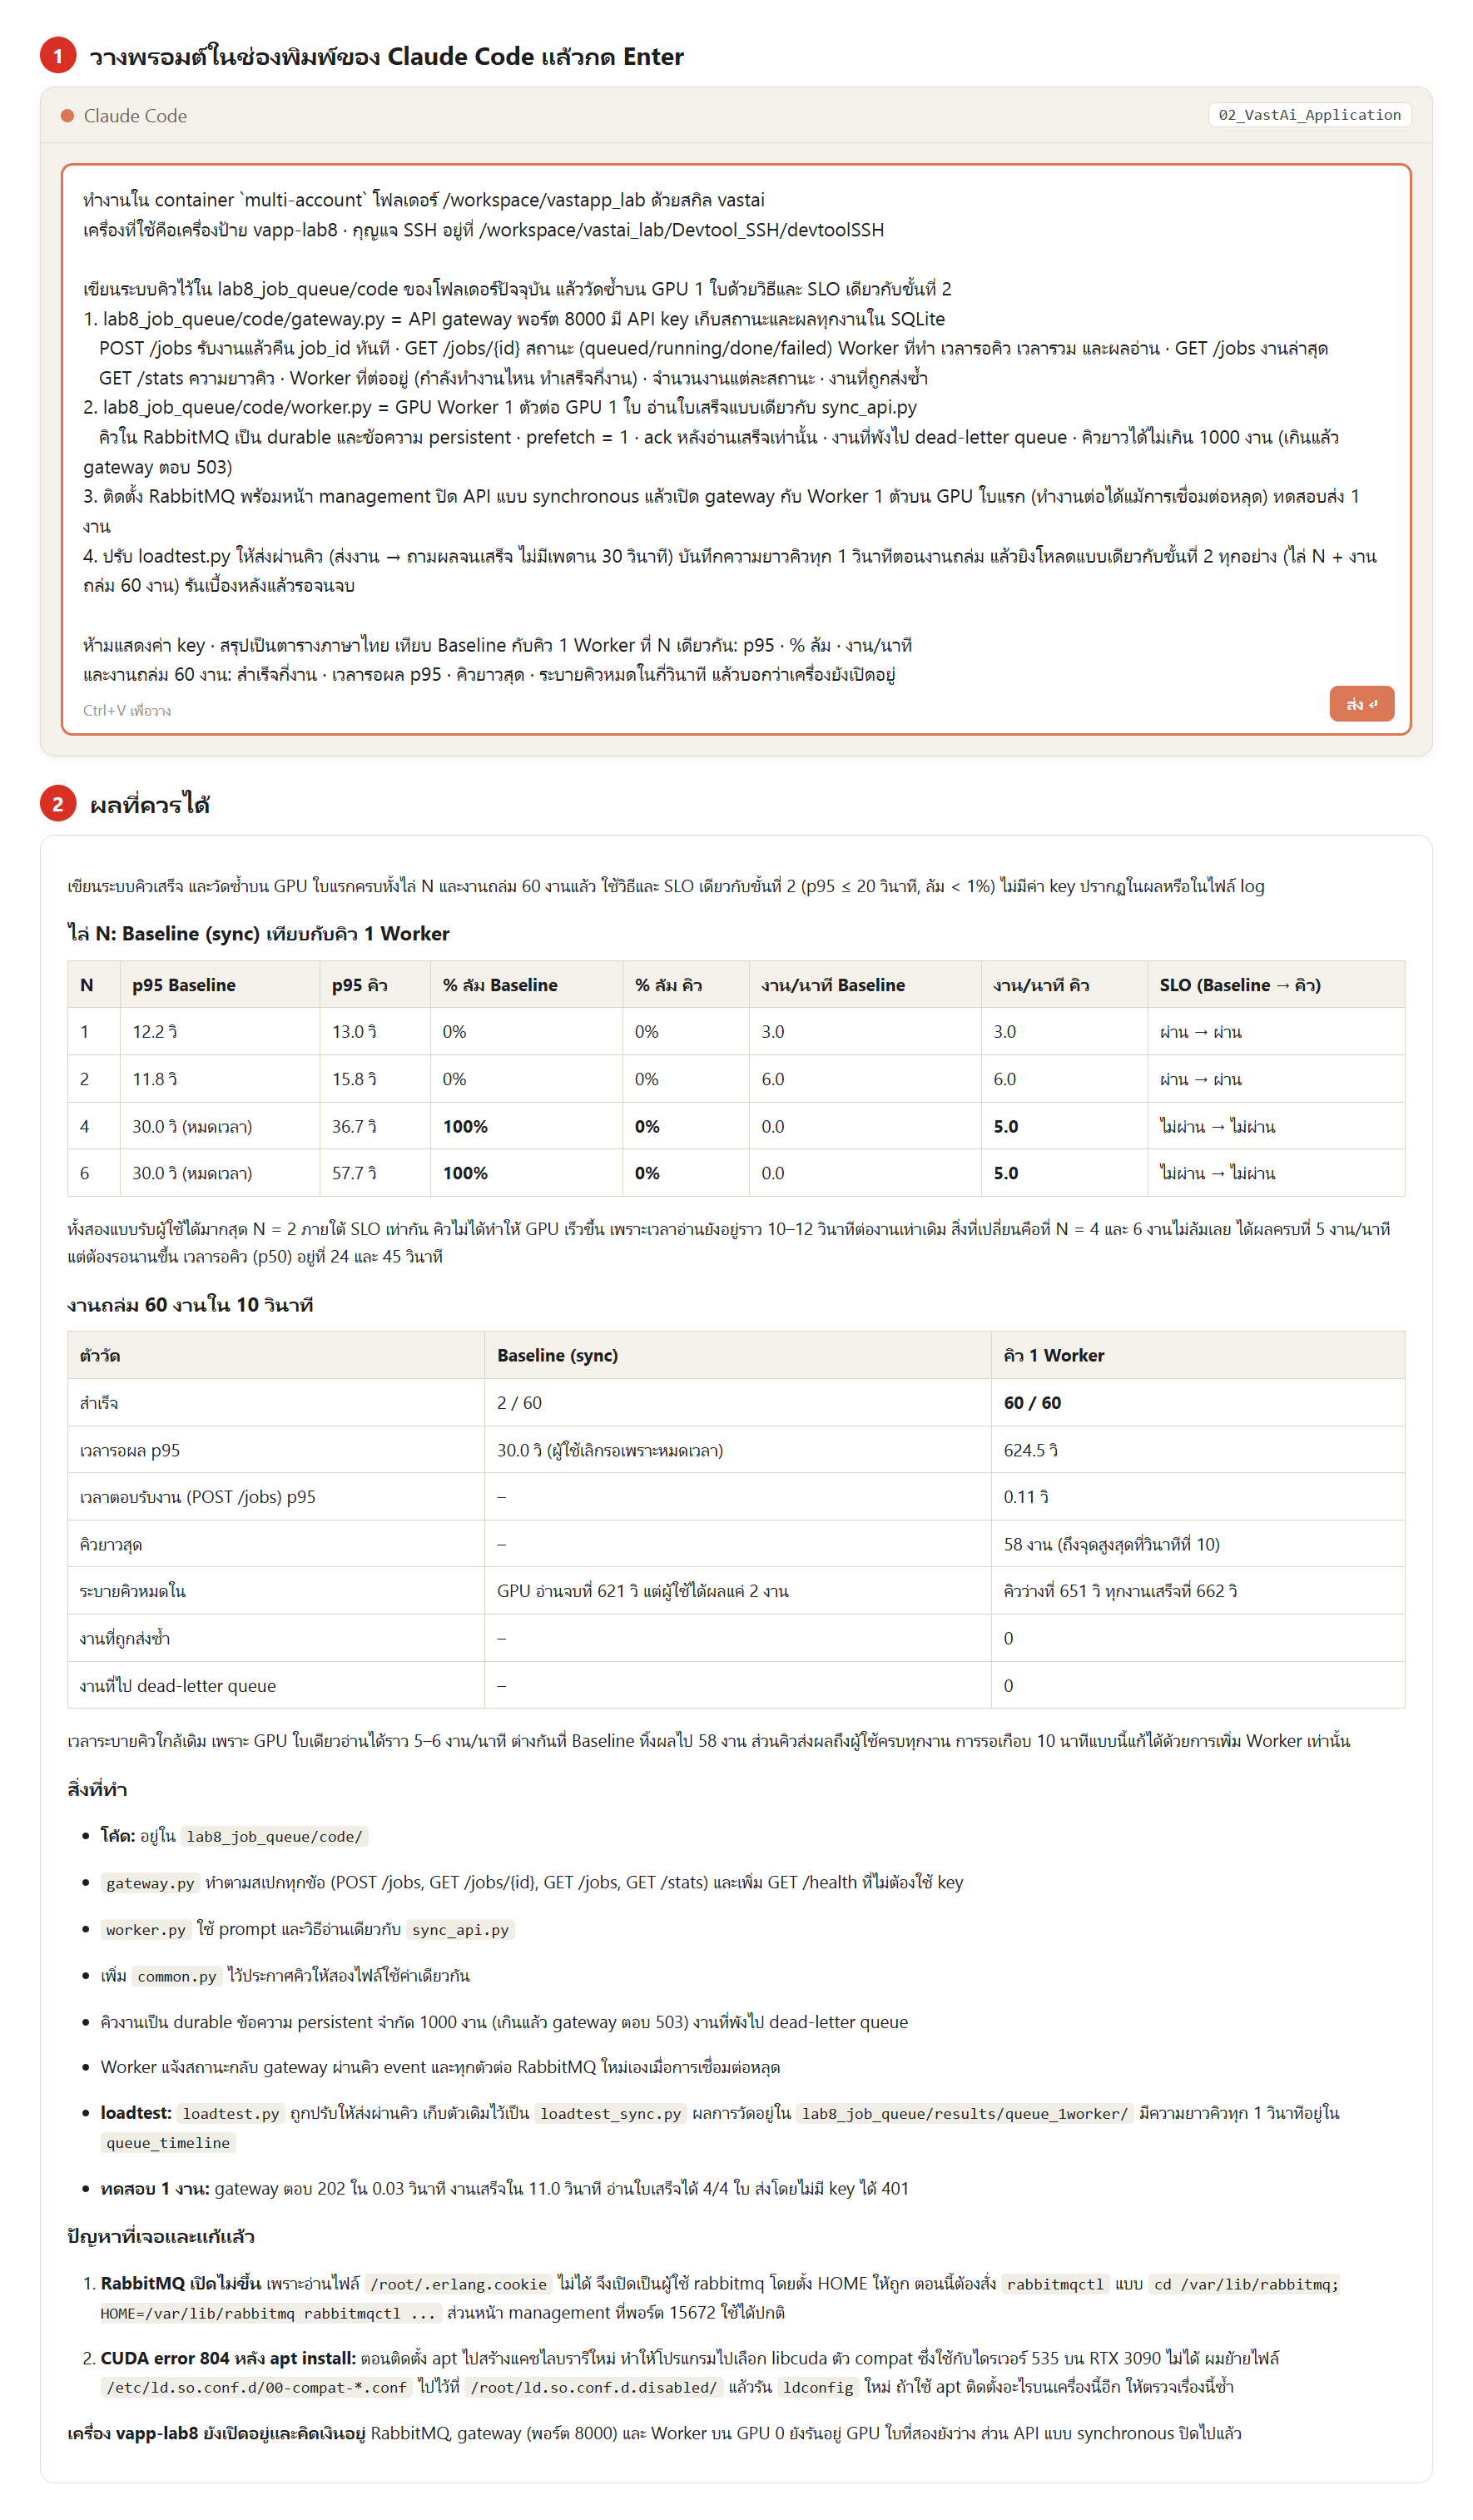 1 วางพรอมต์ในช่องพิมพ์ของ Claude Code แล้วกด Enter
Claude Code
02_VastAi_Application
ทำงานใน container `multi-account` โฟลเดอร์ /workspace/vastapp_lab ด้วยสกิล vastai
เครื่องที่ใช้คือเครื่องป้าย vapp-lab8 · กุญแจ SSH อยู่ที่ /workspace/vastai_lab/Devtool_SSH/devtoolSSH
เขียนระบบคิวไว้ใน lab8_job_queue/code ของโฟลเดอร์ปัจจุบัน แล้ววัดซ้ำบน GPU 1 ใบด้วยวิธีและ SLO เดียวกับขั้นที่ 2
1. lab8_job_queue/code/gateway.py = API gateway พอร์ต 8000 มี API key เก็บสถานะและผลทุกงานใน SQLite
POST /jobs รับงานแล้วคืน job_id ทันที · GET /jobs/{id} สถานะ (queued/running/done/failed) Worker ที่ทำ เวลารอคิว เวลารวม และผลอ่าน · GET /jobs งานล่าสุด
GET /stats ความยาวคิว · Worker ที่ต่ออยู่ (กำลังทำงานไหน ทำเสร็จกี่งาน) · จำนวนงานแต่ละสถานะ · งานที่ถูกส่งซ้ำ
2. lab8_job_queue/code/worker.py = GPU Worker 1 ตัวต่อ GPU 1 ใบ อ่านใบเสร็จแบบเดียวกับ sync_api.py
คิวใน RabbitMQ เป็น durable และข้อความ persistent · prefetch = 1 · ack หลังอ่านเสร็จเท่านั้น · งานที่พังไป dead-letter queue · คิวยาวได้ไม่เกิน 1000 งาน (เกินแล้ว
gateway ตอบ 503)
3. ติดตั้ง RabbitMQ พร้อมหน้า management ปิด API แบบ synchronous แล้วเปิด gateway กับ Worker 1 ตัวบน GPU ใบแรก (ทำงานต่อได้แม้การเชื่อมต่อหลุด) ทดสอบส่ง 1
งาน
4. ปรับ loadtest.py ให้ส่งผ่านคิว (ส่งงาน → ถามผลจนเสร็จ ไม่มีเพดาน 30 วินาที) บันทึกความยาวคิวทุก 1 วินาทีตอนงานถล่ม แล้วยิงโหลดแบบเดียวกับขั้นที่ 2 ทุกอย่าง (ไล่ N + งาน
ถล่ม 60 งาน) รันเบื้องหลังแล้วรอจนจบ
ห้ามแสดงค่า key · สรุปเป็นตารางภาษาไทย เทียบ Baseline กับคิว 1 Worker ที่ N เดียวกัน: p95 · % ล้ม · งาน/นาที
และงานถล่ม 60 งาน: สำเร็จกี่งาน · เวลารอผล p95 · คิวยาวสุด · ระบายคิวหมดในกี่วินาที แล้วบอกว่าเครื่องยังเปิดอยู่
Ctrl+V เพื่อวาง
ส่ง ↵
2 ผลที่ควรได้
เขียนระบบคิวเสร็จ และวัดซ้ำบน GPU ใบแรกครบทั้งไล่ N และงานถล่ม 60 งานแล้ว ใช้วิธีและ SLO เดียวกับขั้นที่ 2 (p95 ≤ 20 วินาที, ล้ม < 1%) ไม่มีค่า key ปรากฏในผลหรือในไฟล์ log
ไล่ N: Baseline (sync) เทียบกับคิว 1 Worker
N p95 Baseline p95 คิว % ล้ม Baseline % ล้ม คิว งาน/นาที Baseline งาน/นาที คิว SLO (Baseline → คิว)
1 12.2 วิ 13.0 วิ 0% 0% 3.0 3.0 ผ่าน → ผ่าน
2 11.8 วิ 15.8 วิ 0% 0% 6.0 6.0 ผ่าน → ผ่าน
4 30.0 วิ (หมดเวลา) 36.7 วิ 100% 0% 0.0 5.0 ไม่ผ่าน → ไม่ผ่าน
6 30.0 วิ (หมดเวลา) 57.7 วิ 100% 0% 0.0 5.0 ไม่ผ่าน → ไม่ผ่าน
ทั้งสองแบบรับผู้ใช้ได้มากสุด N = 2 ภายใต้ SLO เท่ากัน คิวไม่ได้ทำให้ GPU เร็วขึ้น เพราะเวลาอ่านยังอยู่ราว 10–12 วินาทีต่องานเท่าเดิม สิ่งที่เปลี่ยนคือที่ N = 4 และ 6 งานไม่ล้มเลย ได้ผลครบที่ 5 งาน/นาที
แต่ต้องรอนานขึ้น เวลารอคิว (p50) อยู่ที่ 24 และ 45 วินาที
งานถล่ม 60 งานใน 10 วินาที
ตัววัด Baseline (sync) คิว 1 Worker
สำเร็จ 2 / 60 60 / 60
เวลารอผล p95 30.0 วิ (ผู้ใช้เลิกรอเพราะหมดเวลา) 624.5 วิ
เวลาตอบรับงาน (POST /jobs) p95 – 0.11 วิ
คิวยาวสุด – 58 งาน (ถึงจุดสูงสุดที่วินาทีที่ 10)
ระบายคิวหมดใน GPU อ่านจบที่ 621 วิ แต่ผู้ใช้ได้ผลแค่ 2 งาน คิวว่างที่ 651 วิ ทุกงานเสร็จที่ 662 วิ
งานที่ถูกส่งซ้ำ – 0
งานที่ไป dead-letter queue – 0
เวลาระบายคิวใกล้เดิม เพราะ GPU ใบเดียวอ่านได้ราว 5–6 งาน/นาที ต่างกันที่ Baseline ทิ้งผลไป 58 งาน ส่วนคิวส่งผลถึงผู้ใช้ครบทุกงาน การรอเกือบ 10 นาทีแบบนี้แก้ได้ด้วยการเพิ่ม Worker เท่านั้น
สิ่งที่ทำ
• โค้ด: อยู่ใน lab8_job_queue/code/
• gateway.py ทำตามสเปกทุกข้อ (POST /jobs, GET /jobs/{id}, GET /jobs, GET /stats) และเพิ่ม GET /health ที่ไม่ต้องใช้ key
• worker.py ใช้ prompt และวิธีอ่านเดียวกับ sync_api.py
• เพิ่ม common.py ไว้ประกาศคิวให้สองไฟล์ใช้ค่าเดียวกัน
• คิวงานเป็น durable ข้อความ persistent จำกัด 1000 งาน (เกินแล้ว gateway ตอบ 503) งานที่พังไป dead-letter queue
• Worker แจ้งสถานะกลับ gateway ผ่านคิว event และทุกตัวต่อ RabbitMQ ใหม่เองเมื่อการเชื่อมต่อหลุด
• loadtest: loadtest.py ถูกปรับให้ส่งผ่านคิว เก็บตัวเดิมไว้เป็น loadtest_sync.py ผลการวัดอยู่ใน lab8_job_queue/results/queue_1worker/ มีความยาวคิวทุก 1 วินาทีอยู่ใน
queue_timeline
• ทดสอบ 1 งาน: gateway ตอบ 202 ใน 0.03 วินาที งานเสร็จใน 11.0 วินาที อ่านใบเสร็จได้ 4/4 ใบ ส่งโดยไม่มี key ได้ 401
ปัญหาที่เจอและแก้แล้ว
1. RabbitMQ เปิดไม่ขึ้น เพราะอ่านไฟล์ /root/.erlang.cookie ไม่ได้ จึงเปิดเป็นผู้ใช้ rabbitmq โดยตั้ง HOME ให้ถูก ตอนนี้ต้องสั่ง rabbitmqctl แบบ cd /var/lib/rabbitmq;
HOME=/var/lib/rabbitmq rabbitmqctl ... ส่วนหน้า management ที่พอร์ต 15672 ใช้ได้ปกติ
2. CUDA error 804 หลัง apt install: ตอนติดตั้ง apt ไปสร้างแคชไลบรารีใหม่ ทำให้โปรแกรมไปเลือก libcuda ตัว compat ซึ่งใช้กับไดรเวอร์ 535 บน RTX 3090 ไม่ได้ ผมย้ายไฟล์
/etc/ld.so.conf.d/00-compat-*.conf ไปไว้ที่ /root/ld.so.conf.d.disabled/ แล้วรัน ldconfig ใหม่ ถ้าใช้ apt ติดตั้งอะไรบนเครื่องนี้อีก ให้ตรวจเรื่องนี้ซ้ำ
เครื่อง vapp-lab8 ยังเปิดอยู่และคิดเงินอยู่ RabbitMQ, gateway (พอร์ต 8000) และ Worker บน GPU 0 ยังรันอยู่ GPU ใบที่สองยังว่าง ส่วน API แบบ synchronous ปิดไปแล้ว